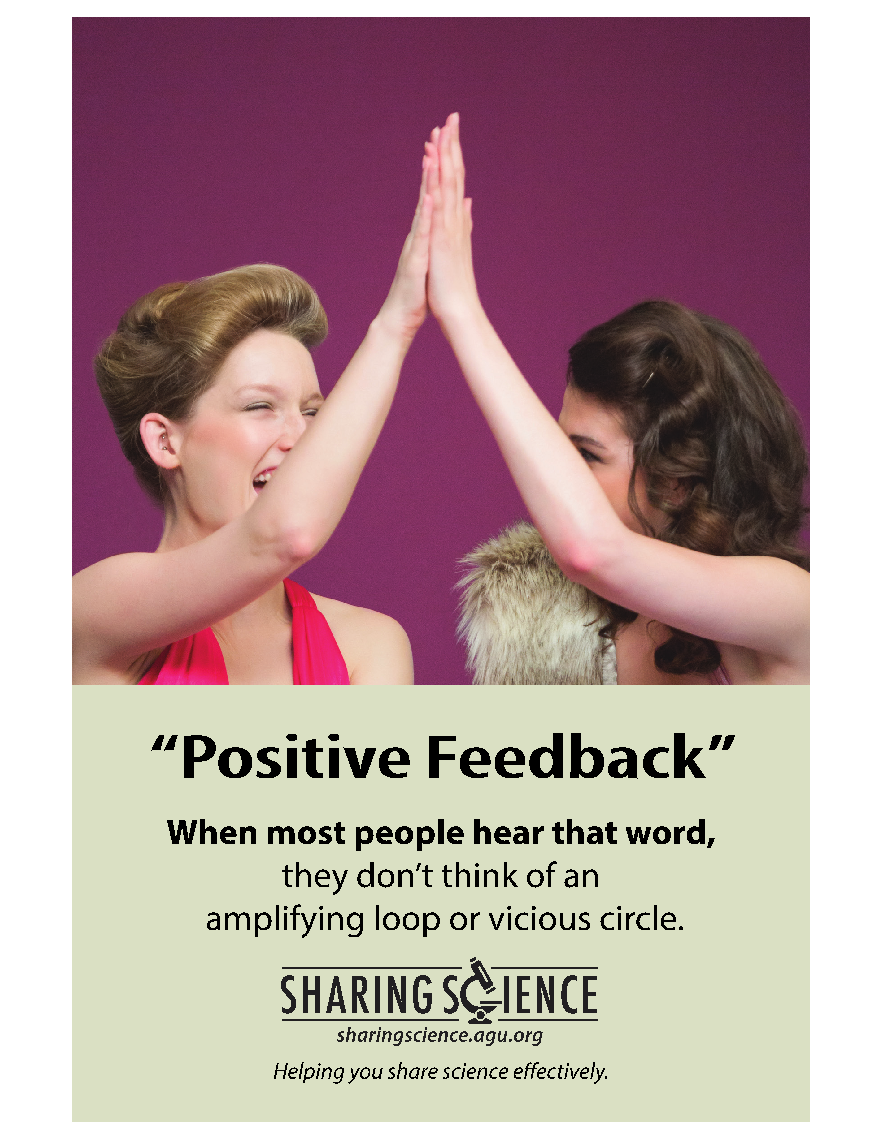 “Positive Feedback”
When most people hear that word,
they don’t think of an
amplifying loop or vicious circle.
SHARING SCIENCE
sharingscience.agu.org
Helping you share science effectively.